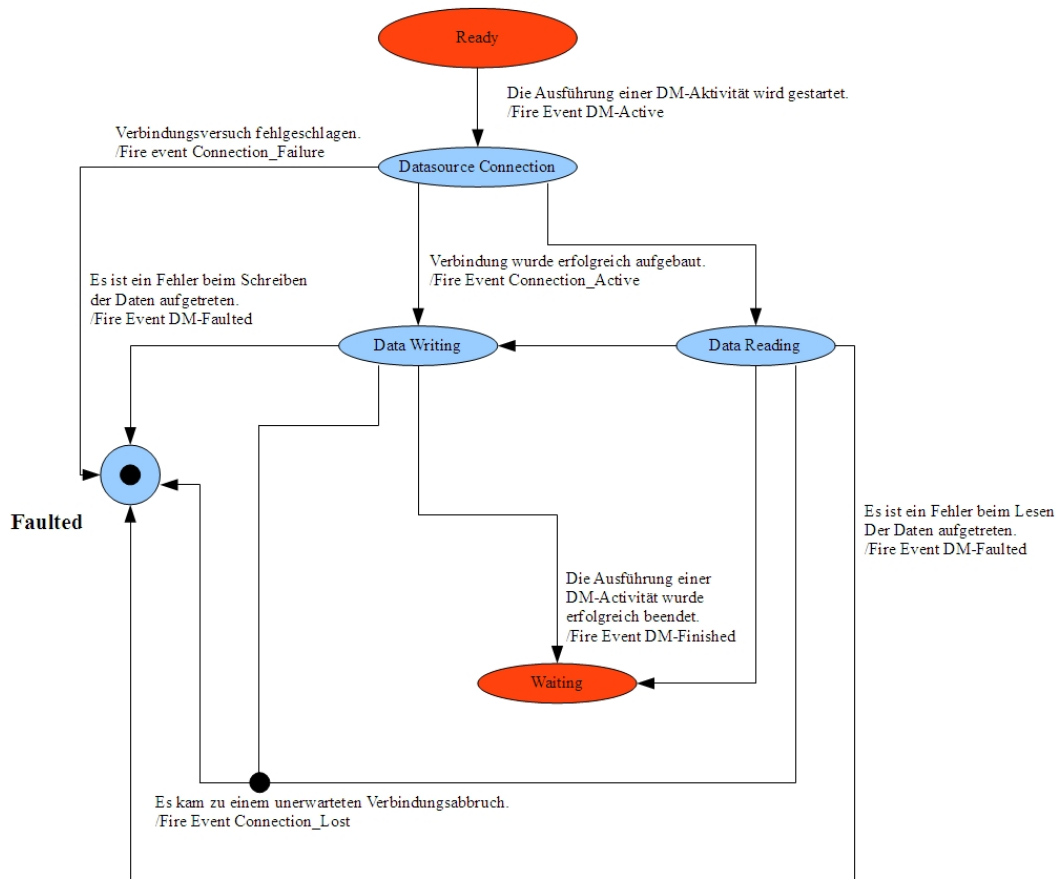 Ready
Die Ausführung einer DM-Aktivität wird gestartet.
/Fire Event DM-Active
Verbindungsversuch fehlgeschlagen.
/Fire event Connection_Failure
Datasource Connection
Verbindung wurde erfolgreich aufgebaut.
/Fire Event Connection_Active
Es ist ein Fehler beim Schreiben
der Daten aufgetreten.
/Fire Event DM-Faulted
Data Writing
Data Reading
Faulted
Es ist ein Fehler beim Lesen
Der Daten aufgetreten.
/Fire Event DM-Faulted
Die Ausführung einer
DM-Activität wurde
erfolgreich beendet.
/Fire Event DM-Finished
Waiting
Es kam zu einem unerwarteten Verbindungsabbruch.
/Fire Event Connection_Lost